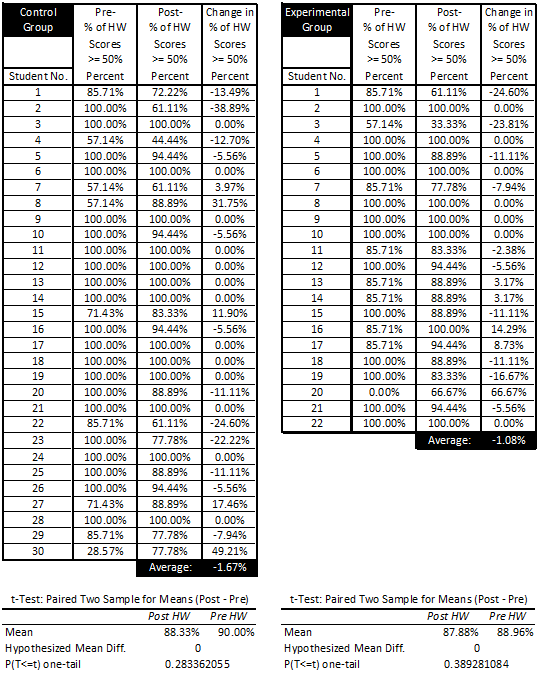 Control Group Pre- % of HW Scores >= 50% Post- % of HW Scores >= 50% Change in % of HW Scores >= 50%
Student No. Percent Percent Percent
1 85.71% 72.22% -13.49%
2 100.00% 61.11% -38.89%
3 100.00% 100.00% 0.00%
4 57.14% 44.44% -12.70%
5 100.00% 94.44% -5.56%
6 100.00% 100.00% 0.00%
7 57.14% 61.11% 3.97%
8 57.14% 88.89% 31.75%
9 100.00% 100.00% 0.00%
10 100.00% 94.44% -5.56%
11 100.00% 100.00% 0.00%
12 100.00% 100.00% 0.00%
13 100.00% 100.00% 0.00%
14 100.00% 100.00% 0.00%
15 71.43% 83.33% 11.90%
16 100.00% 94.44% -5.56%
17 100.00% 100.00% 0.00%
18 100.00% 100.00% 0.00%
19 100.00% 100.00% 0.00%
20 100.00% 88.89% -11.11%
21 100.00% 100.00% 0.00%
22 85.71% 61.11% -24.60%
23 100.00% 77.78% -22.22%
24 100.00% 100.00% 0.00%
25 100.00% 88.89% -11.11%
26 100.00% 94.44% -5.56%
27 71.43% 88.89% 17.46%
28 100.00% 100.00% 0.00%
29 85.71% 77.78% -7.94%
30 28.57% 77.78% 49.21%
Average: -1.67%
t-Test: Paired Two Sample for Means (Post - Pre)
Post HW Pre HW
Mean 88.33% 90.00%
Hypothesized Mean Diff. 0
P(T<=t) one-tail 0.283362055
Experimental Group Pre- % of HW Scores >= 50% Post- % of HW Scores >= 50% Change in % of HW Scores >= 50%
Student No. Percent Percent Percent
1 85.71% 61.11% -24.60%
2 100.00% 100.00% 0.00%
3 57.14% 33.33% -23.81%
4 100.00% 100.00% 0.00%
5 100.00% 88.89% -11.11%
6 100.00% 100.00% 0.00%
7 85.71% 77.78% -7.94%
8 100.00% 100.00% 0.00%
9 100.00% 100.00% 0.00%
10 100.00% 100.00% 0.00%
11 85.71% 83.33% -2.38%
12 100.00% 94.44% -5.56%
13 85.71% 88.89% 3.17%
14 85.71% 88.89% 3.17%
15 100.00% 88.89% -11.11%
16 85.71% 100.00% 14.29%
17 85.71% 94.44% 8.73%
18 100.00% 88.89% -11.11%
19 100.00% 83.33% -16.67%
20 0.00% 66.67% 66.67%
21 100.00% 94.44% -5.56%
22 100.00% 100.00% 0.00%
Average: -1.08%
t-Test: Paired Two Sample for Means (Post - Pre)
Post HW Pre HW
Mean 87.88% 88.96%
Hypothesized Mean Diff. 0
P(T<=t) one-tail 0.389281084